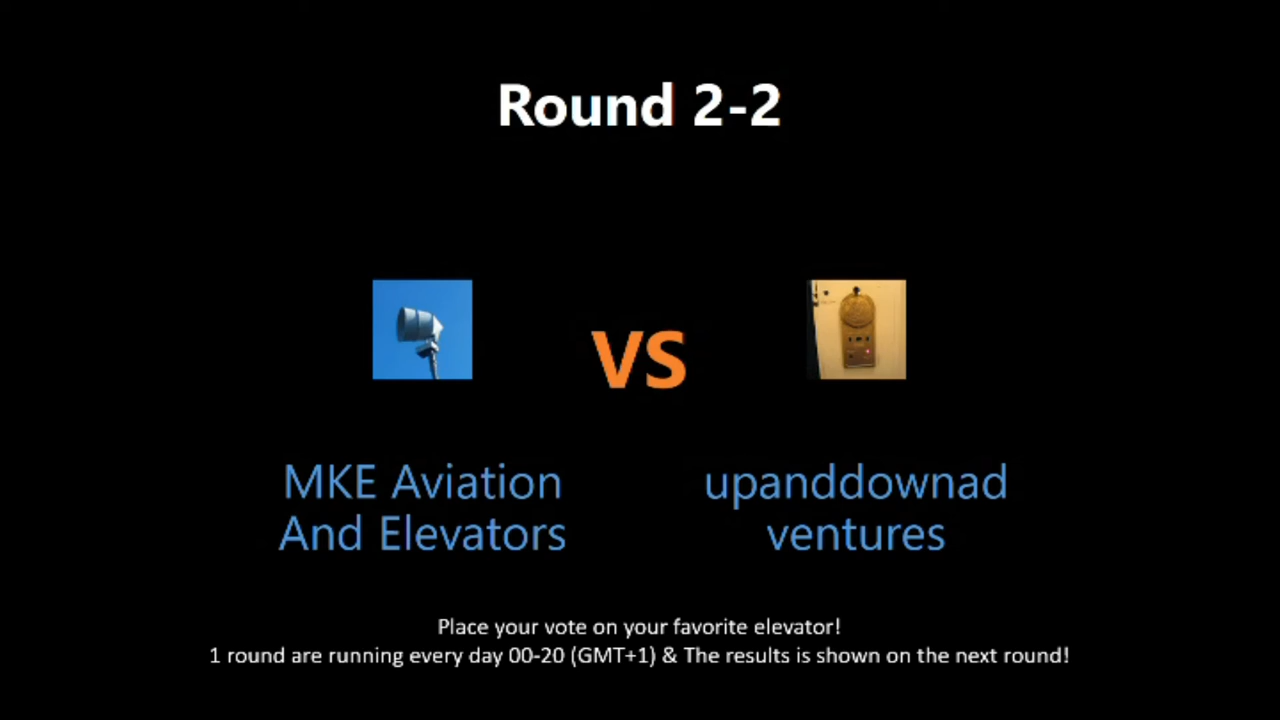 Round 2-2
VS
MKE Aviation
And Elevators
upanddownad
ventures
Place your vote on your favorite elevator!
1 round are running every day 00-20 (GMT+1) & The results is shown on the next round!